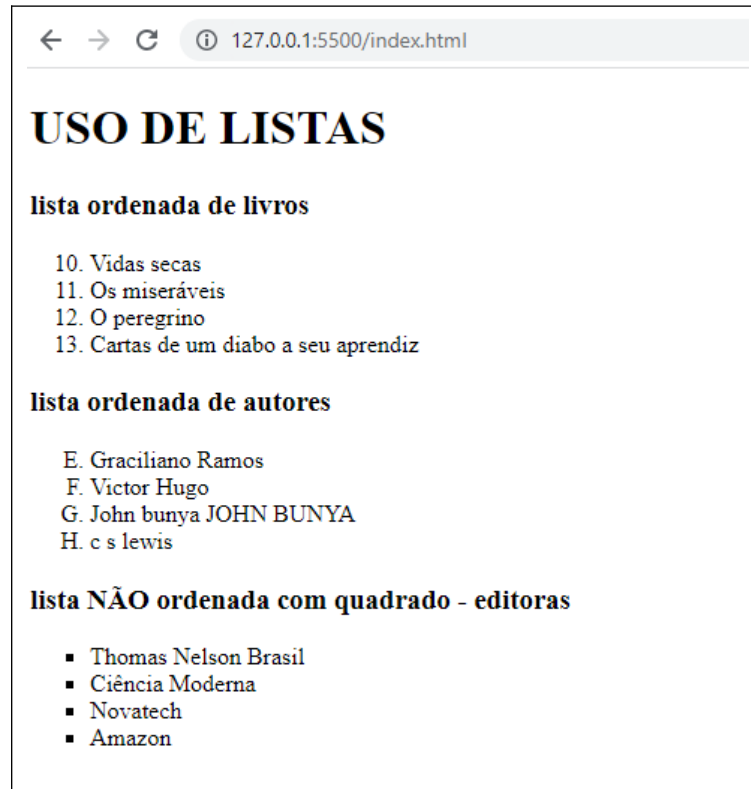 127.0.0.1:5500/index.html
USO DE LISTAS
lista ordenada de livros
10. Vidas secas
11. Os miseráveis
12. O peregrino
13. Cartas de um diabo a seu aprendiz
lista ordenada de autores
E. Graciliano Ramos
F. Victor Hugo
G. John bunya JOHN BUNYA
H. c s lewis
lista NÃO ordenada com quadrado - editoras
▪ Thomas Nelson Brasil
▪ Ciência Moderna
▪ Novatech
▪ Amazon